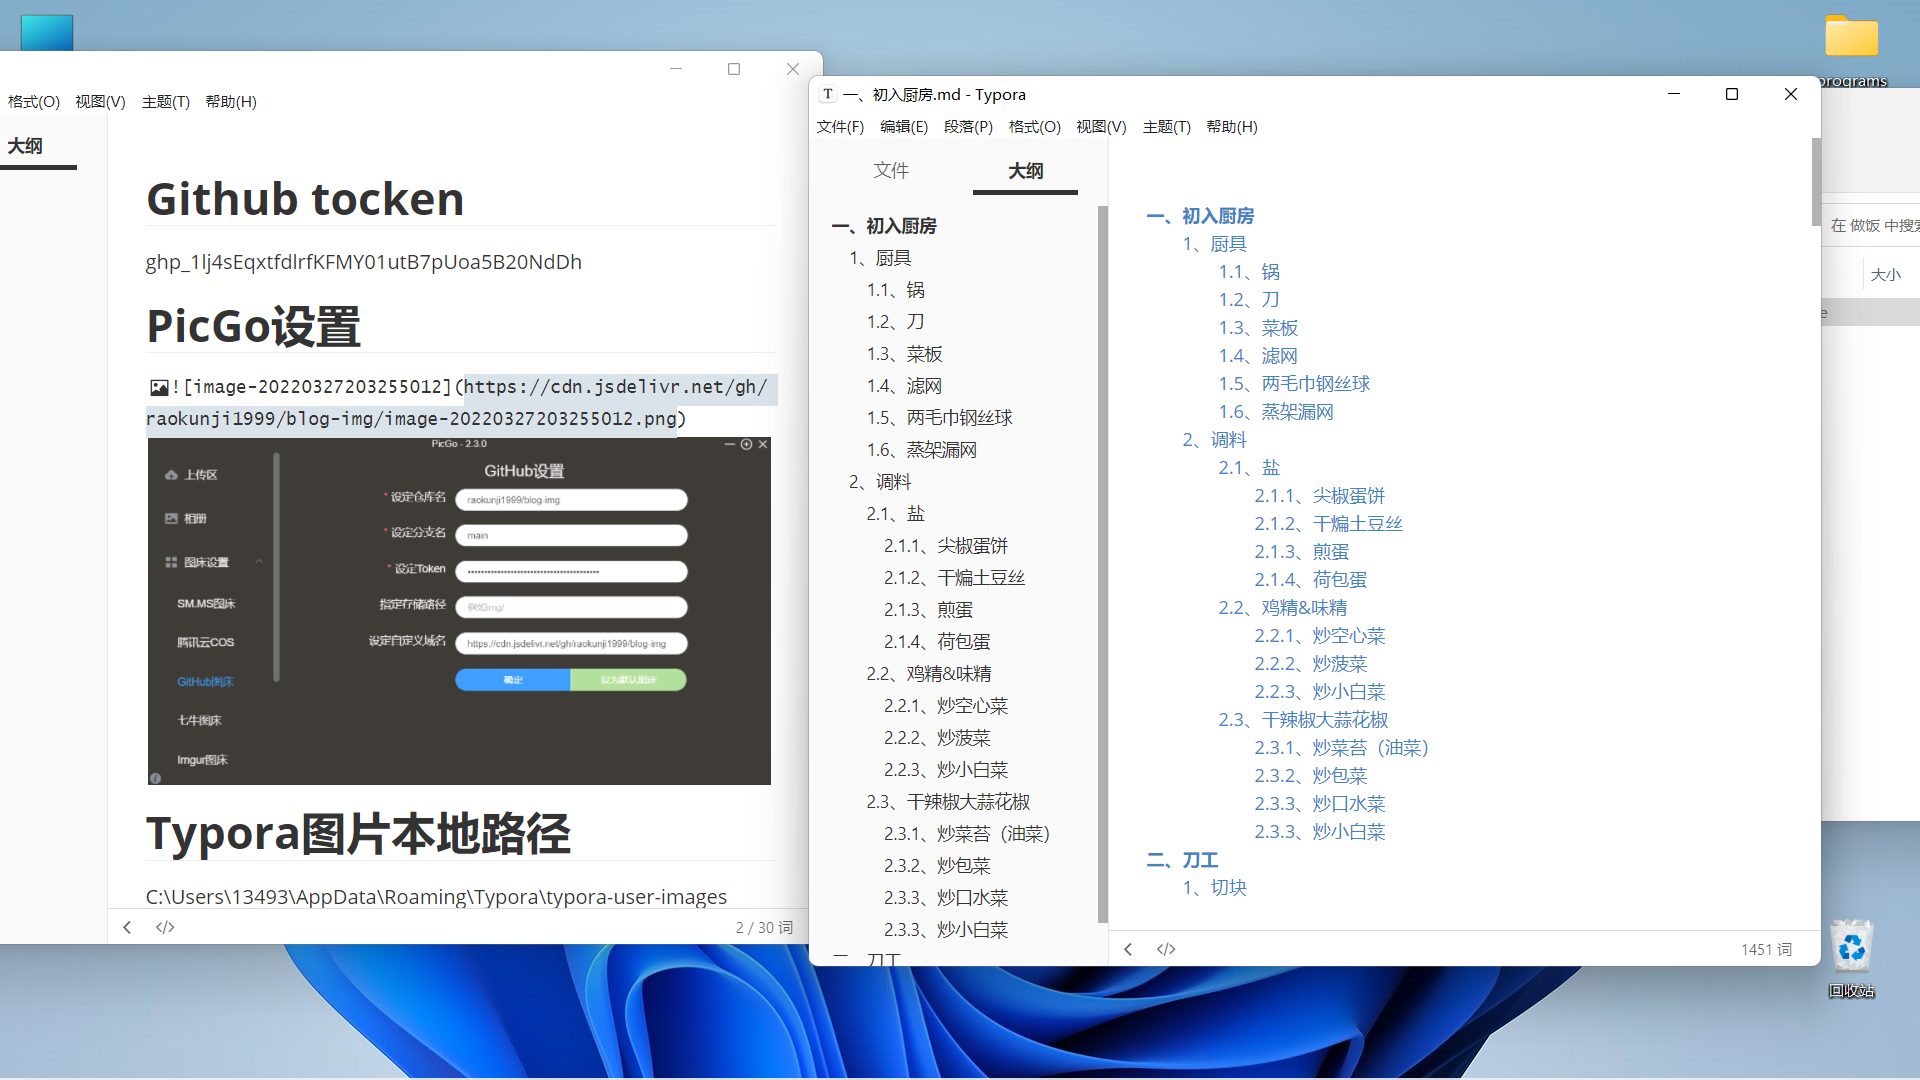 programs
格式(O) 视图(V) 主题(T) 帮助(H)
大纲
Github tocken
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
PicGo设置
![image-20220327203255012](https://cdn.jsdelivr.net/gh/
raokunji1999/blog-img/image-20220327203255012.png)
PicGo - 2.3.0
上传区
相册
图床设置
SM.MS图床
腾讯云COS
GitHub图床
七牛图床
Imgur图床
GitHub设置
* 设定仓库名 raokunji1999/blog-img
* 设定分支名 main
* 设定Token
指定存储路径 例如img/
设定自定义域名 https://cdn.jsdelivr.net/gh/raokunji1999/blog-img
确定 设为默认图床
Typora图片本地路径
C:\Users\13493\AppData\Roaming\Typora\typora-user-images
</> 2 / 30 词
T 一、初入厨房.md - Typora
文件(F) 编辑(E) 段落(P) 格式(O) 视图(V) 主题(T) 帮助(H)
文件 大纲
一、初入厨房
1、厨具
1.1、锅
1.2、刀
1.3、菜板
1.4、滤网
1.5、两毛巾钢丝球
1.6、蒸架漏网
2、调料
2.1、盐
2.1.1、尖椒蛋饼
2.1.2、干煸土豆丝
2.1.3、煎蛋
2.1.4、荷包蛋
2.2、鸡精&味精
2.2.1、炒空心菜
2.2.2、炒菠菜
2.2.3、炒小白菜
2.3、干辣椒大蒜花椒
2.3.1、炒菜苔（油菜）
2.3.2、炒包菜
2.3.3、炒口水菜
2.3.3、炒小白菜
二、刀工
一、初入厨房
1、厨具
1.1、锅
1.2、刀
1.3、菜板
1.4、滤网
1.5、两毛巾钢丝球
1.6、蒸架漏网
2、调料
2.1、盐
2.1.1、尖椒蛋饼
2.1.2、干煸土豆丝
2.1.3、煎蛋
2.1.4、荷包蛋
2.2、鸡精&味精
2.2.1、炒空心菜
2.2.2、炒菠菜
2.2.3、炒小白菜
2.3、干辣椒大蒜花椒
2.3.1、炒菜苔（油菜）
2.3.2、炒包菜
2.3.3、炒口水菜
2.3.3、炒小白菜
二、刀工
1、切块
</> 1451 词
在 做饭 中搜索
大小
e
回收站